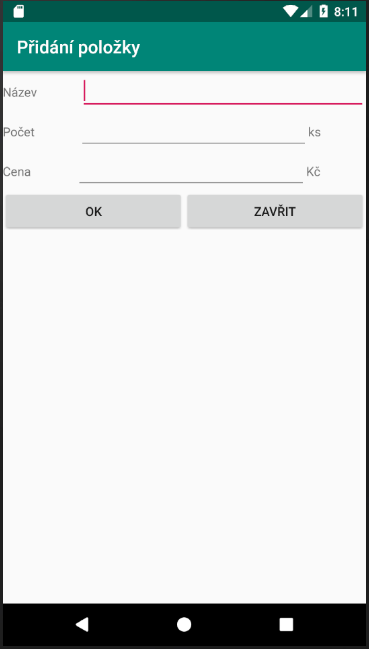 8:11
Přidání položky
Název
Počet ks
Cena Kč
OK ZAVŘIT